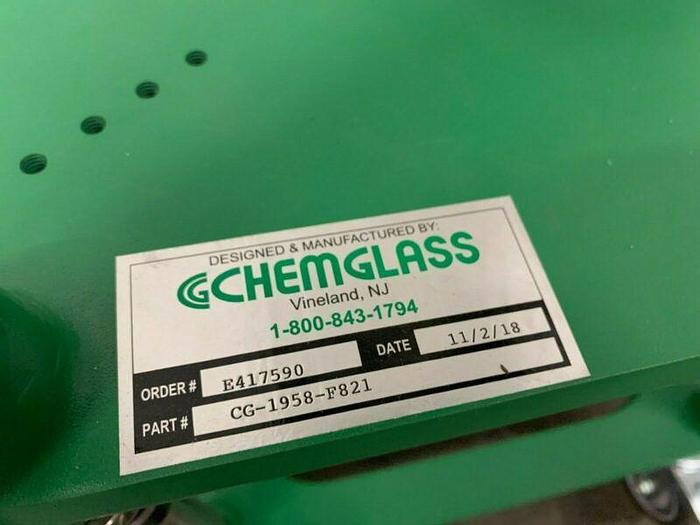 DESIGNED & MANUFACTURED BY:
CGCHEMGLASS
Vineland, NJ
1-800-843-1794
ORDER # E417590 DATE 11/2/18
PART # CG-1958-F821